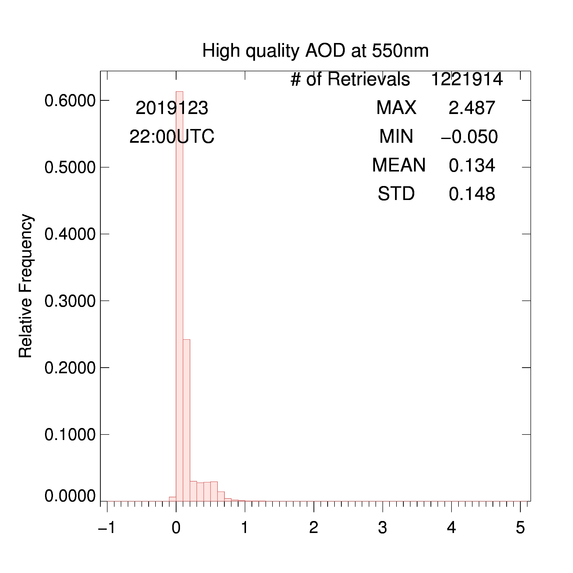 High quality AOD at 550nm
# of Retrievals 1221914
2019123 MAX 2.487
22:00UTC MIN −0.050
MEAN 0.134
STD 0.148
Relative Frequency
0.6000
0.5000
0.4000
0.3000
0.2000
0.1000
0.0000
−1 0 1 2 3 4 5